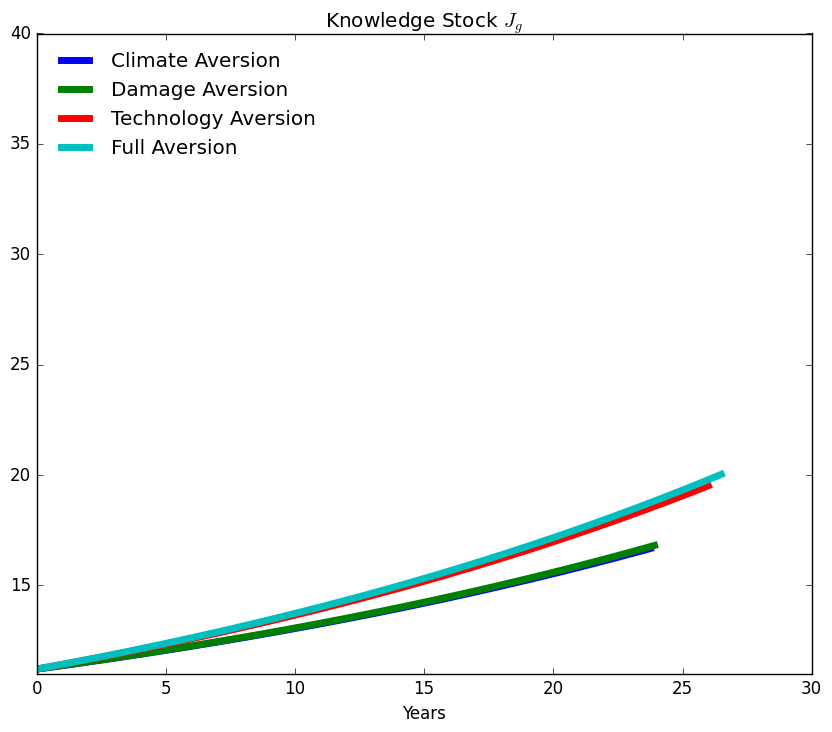 Knowledge Stock J_g
40
Climate Aversion
Damage Aversion
Technology Aversion
Full Aversion
35
30
25
20
15
0 5 10 15 20 25 30
Years